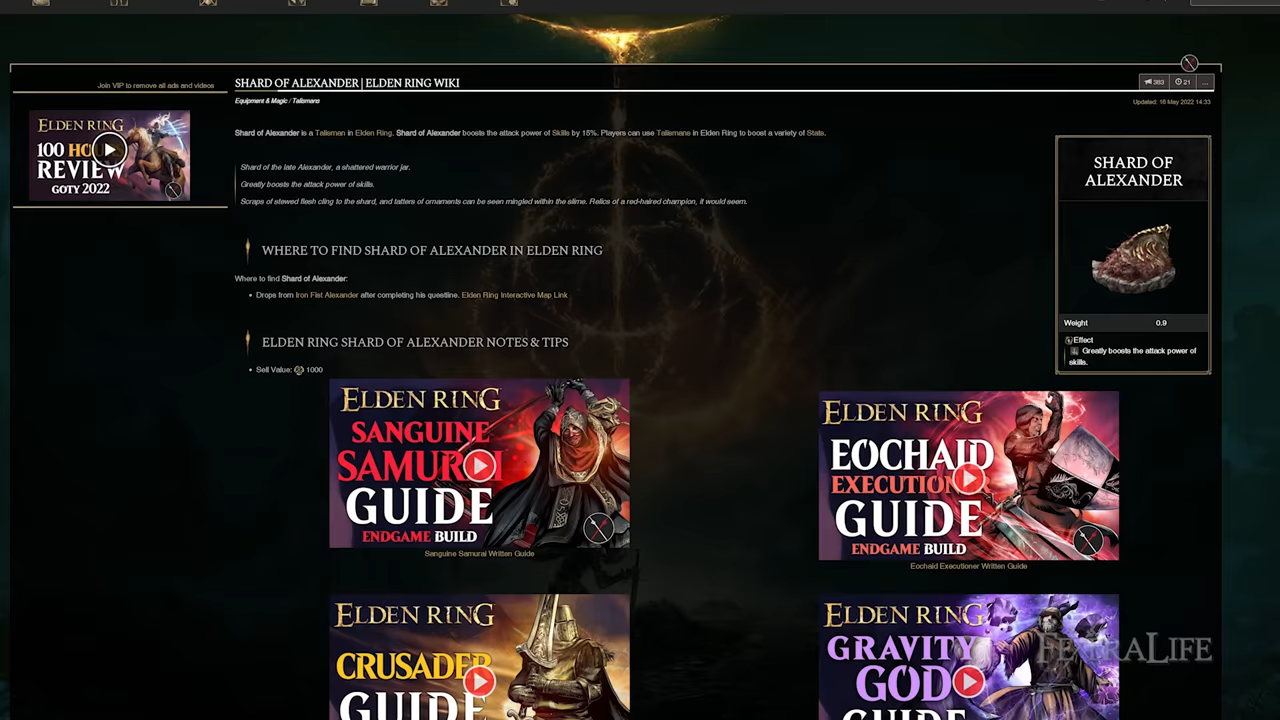 Join VIP to remove all ads and videos
ELDEN RING
100 HO
REVIEW
GOTY 2022
SHARD OF ALEXANDER | ELDEN RING WIKI
383
21
...
Equipment & Magic / Talismans
Updated: 16 May 2022 14:33
Shard of Alexander is a Talisman in Elden Ring. Shard of Alexander boosts the attack power of Skills by 15%. Players can use Talismans in Elden Ring to boost a variety of Stats.
Shard of the late Alexander, a shattered warrior jar.
Greatly boosts the attack power of skills.
Scraps of stewed flesh cling to the shard, and tatters of ornaments can be seen mingled within the slime. Relics of a red-haired champion, it would seem.
SHARD OF
ALEXANDER
Weight 0.9
Effect
Greatly boosts the attack power of
skills.
WHERE TO FIND SHARD OF ALEXANDER IN ELDEN RING
Where to find Shard of Alexander:
• Drops from Iron Fist Alexander after completing his questline. Elden Ring Interactive Map Link
ELDEN RING SHARD OF ALEXANDER NOTES & TIPS
• Sell Value: 1000
ELDEN RING
SANGUINE
SAMURAI
GUIDE
ENDGAME BUILD
Sanguine Samurai Written Guide
ELDEN RING
EOCHAID
EXECUTION
GUIDE
ENDGAME BUILD
Eochaid Executioner Written Guide
ELDEN RING
CRUSADER
GUIDE
ELDEN RING
GRAVITY
GOD
GUIDE
FEXTRALIFE